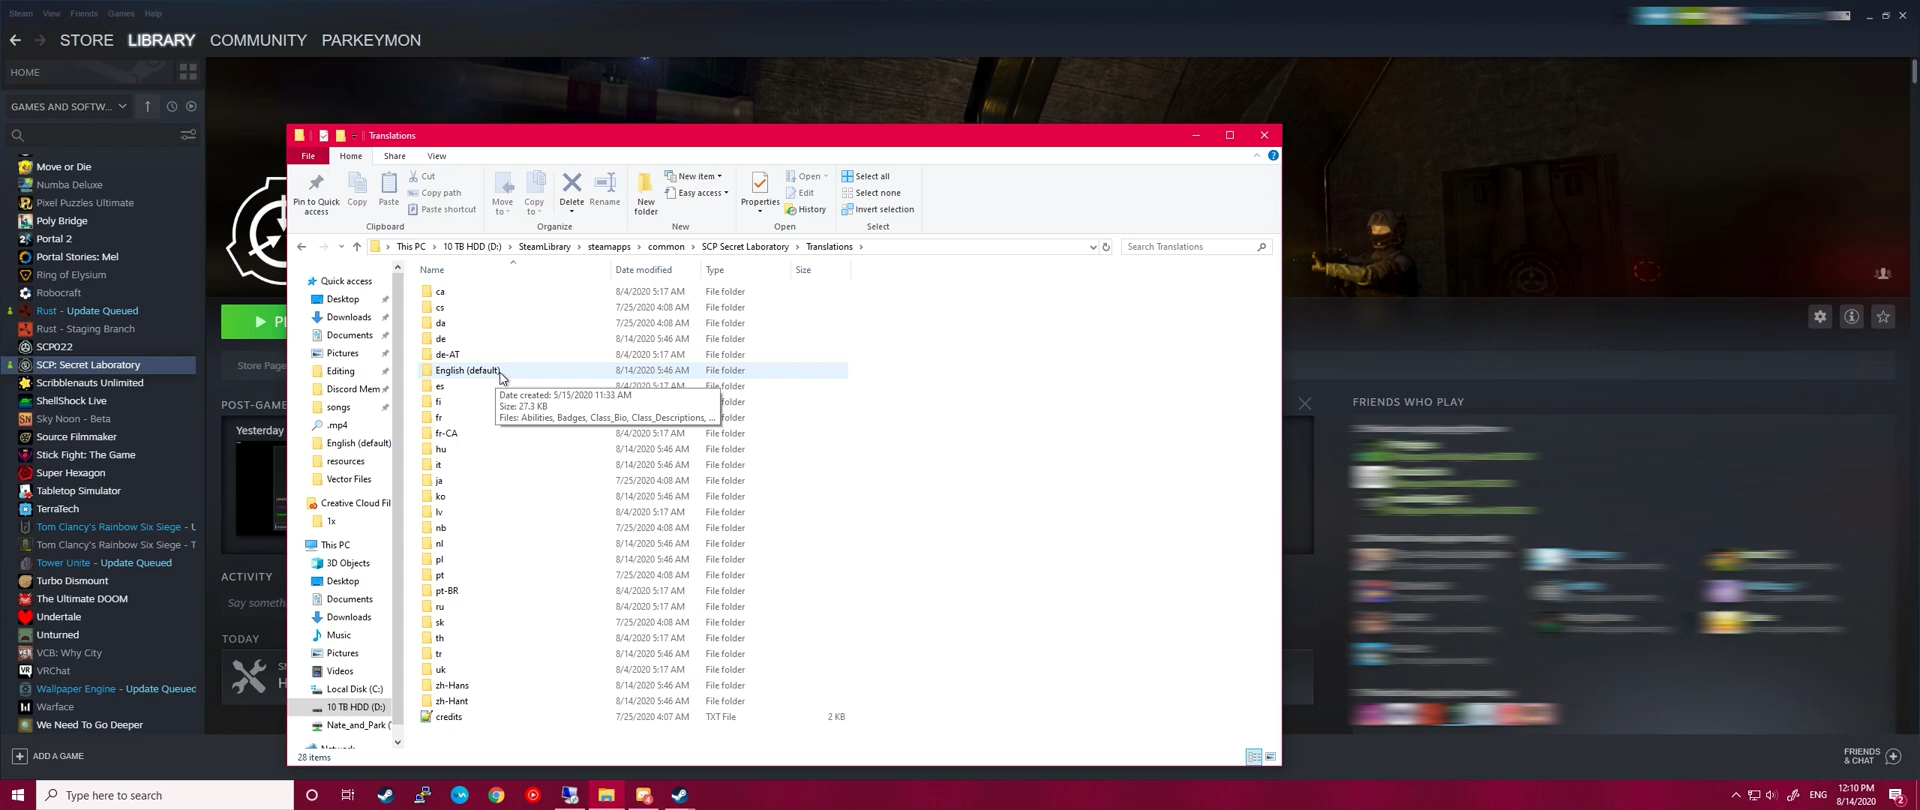 Steam View Friends Games Help
STORE LIBRARY COMMUNITY PARKEYMON
HOME
GAMES AND SOFTW...
Move or Die
Numba Deluxe
Pixel Puzzles Ultimate
Poly Bridge
Portal 2
Portal Stories: Mel
Ring of Elysium
Robocraft
Rust - Update Queued
Rust - Staging Branch
SCP022
SCP: Secret Laboratory
Scribblenauts Unlimited
ShellShock Live
Sky Noon - Beta
Source Filmmaker
Stick Fight: The Game
Super Hexagon
Tabletop Simulator
TerraTech
Tom Clancy's Rainbow Six Siege - U
Tom Clancy's Rainbow Six Siege - T
Tower Unite - Update Queued
Turbo Dismount
The Ultimate DOOM
Undertale
Unturned
VCB: Why City
VRChat
Wallpaper Engine - Update Queued
Warface
We Need To Go Deeper
ADD A GAME
Store Page
POST-GAME
Yesterday
ACTIVITY
Say someth
TODAY
FRIENDS WHO PLAY
FRIENDS
& CHAT
Translations
File Home Share View
Pin to Quick
access
Copy
Paste
Cut
Copy path
Paste shortcut
Clipboard
Move
to
Copy
to
Delete
Rename
Organize
New
folder
New item
Easy access
New
Properties
Open
Edit
History
Open
Select all
Select none
Invert selection
Select
This PC > 10 TB HDD (D:) > SteamLibrary > steamapps > common > SCP Secret Laboratory > Translations >
Search Translations
Quick access
Desktop
Downloads
Documents
Pictures
Editing
Discord Mem
songs
.mp4
English (default)
resources
Vector Files
Creative Cloud Fil
1x
This PC
3D Objects
Desktop
Documents
Downloads
Music
Pictures
Videos
Local Disk (C:)
10 TB HDD (D:)
Nate_and_Park (
Network
Name Date modified Type Size
ca 8/4/2020 5:17 AM File folder
cs 7/25/2020 4:08 AM File folder
da 7/25/2020 4:08 AM File folder
de 8/14/2020 5:46 AM File folder
de-AT 8/4/2020 5:17 AM File folder
English (default) 8/14/2020 5:46 AM File folder
es 8/4/2020 5:17 AM File folder
fi folder
fr folder
Date created: 5/15/2020 11:33 AM
Size: 27.3 KB
Files: Abilities, Badges, Class_Bio, Class_Descriptions, ...
fr-CA 8/4/2020 5:17 AM File folder
hu 8/14/2020 5:46 AM File folder
it 8/14/2020 5:46 AM File folder
ja 7/25/2020 4:08 AM File folder
ko 8/14/2020 5:46 AM File folder
lv 8/4/2020 5:17 AM File folder
nb 7/25/2020 4:08 AM File folder
nl 8/14/2020 5:46 AM File folder
pl 8/14/2020 5:46 AM File folder
pt 7/25/2020 4:08 AM File folder
pt-BR 8/4/2020 5:17 AM File folder
ru 8/4/2020 5:17 AM File folder
sk 7/25/2020 4:08 AM File folder
th 8/4/2020 5:17 AM File folder
tr 8/14/2020 5:46 AM File folder
uk 8/4/2020 5:17 AM File folder
zh-Hans 8/14/2020 5:46 AM File folder
zh-Hant 8/14/2020 5:46 AM File folder
credits 7/25/2020 4:07 AM TXT File 2 KB
28 items
Type here to search
ENG
12:10 PM
8/14/2020
2